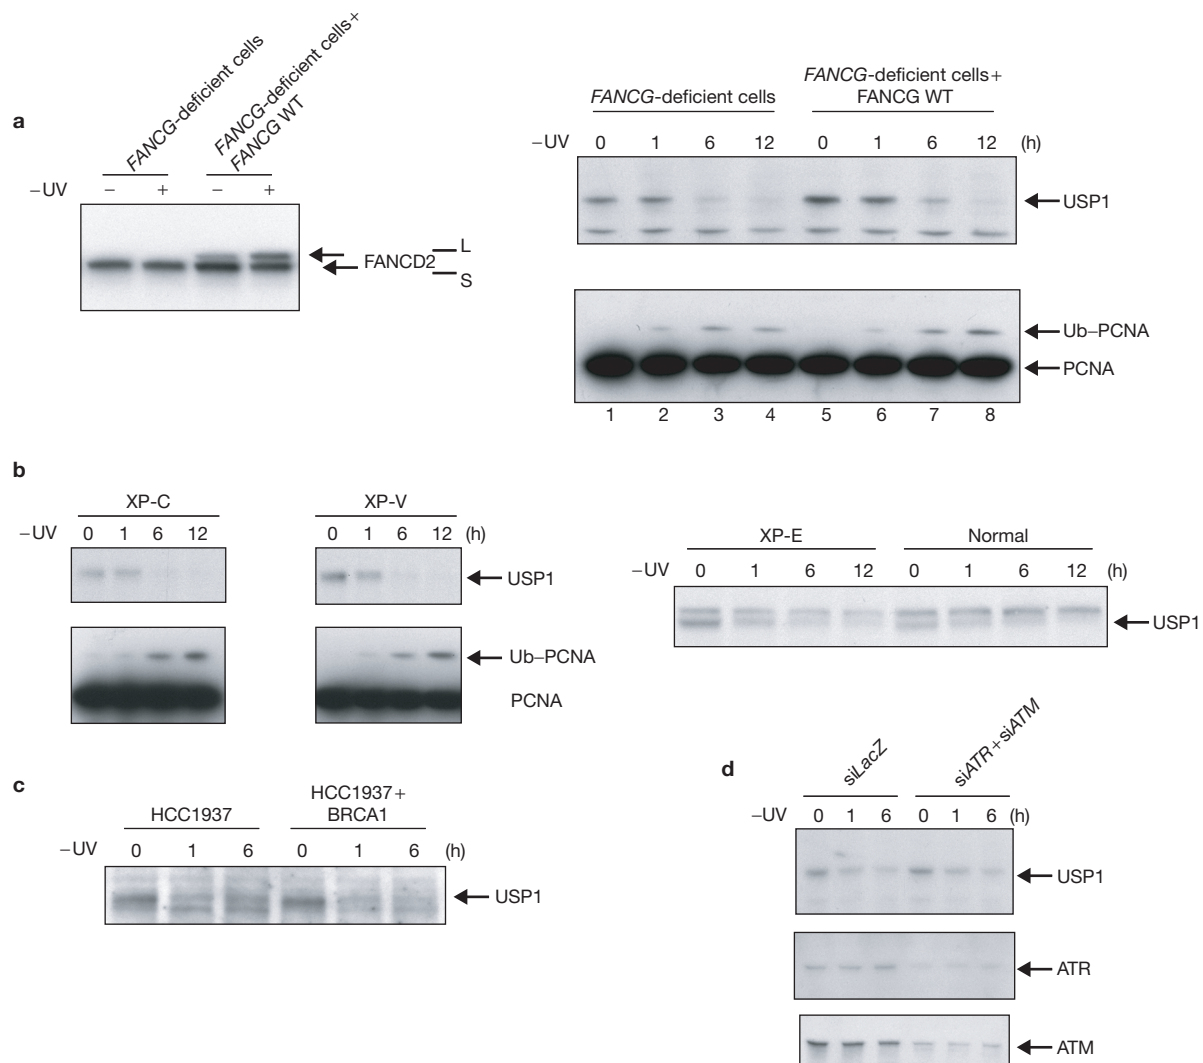 a
FANCG-deficient cells
FANCG-deficient cells+
FANCG WT
–UV − + − +
FANCD2
L
S
FANCG-deficient cells
FANCG-deficient cells+
FANCG WT
–UV 0 1 6 12 0 1 6 12 (h)
USP1
Ub–PCNA
PCNA
1 2 3 4 5 6 7 8
b
XP-C
–UV 0 1 6 12
XP-V
0 1 6 12 (h)
USP1
Ub–PCNA
PCNA
XP-E Normal
–UV 0 1 6 12 0 1 6 12 (h)
USP1
c
HCC1937
HCC1937+
BRCA1
–UV 0 1 6 0 1 6 (h)
USP1
d
siLacZ
siATR+siATM
–UV 0 1 6 0 1 6 (h)
USP1
ATR
ATM